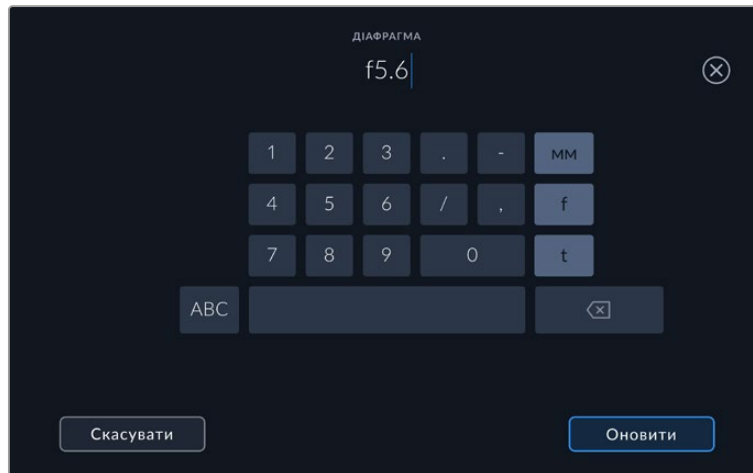 ДІАФРАГМА
f5.6
1 2 3 . - мм
4 5 6 / , f
7 8 9 0 t
ABC
Скасувати Оновити